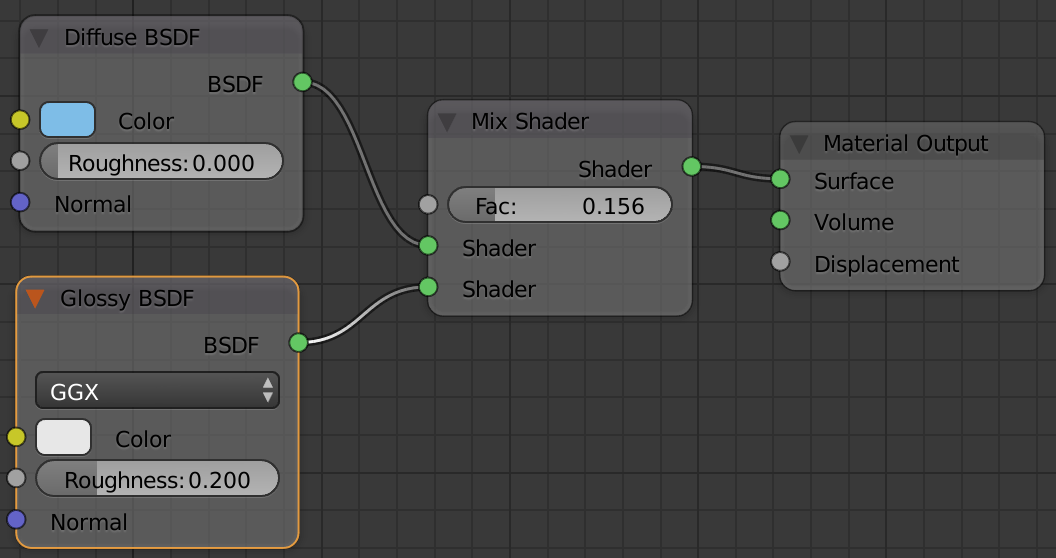 Diffuse BSDF
BSDF
Color
Roughness: 0.000
Normal
Glossy BSDF
BSDF
GGX
Color
Roughness: 0.200
Normal
Mix Shader
Shader
Fac: 0.156
Shader
Shader
Material Output
Surface
Volume
Displacement